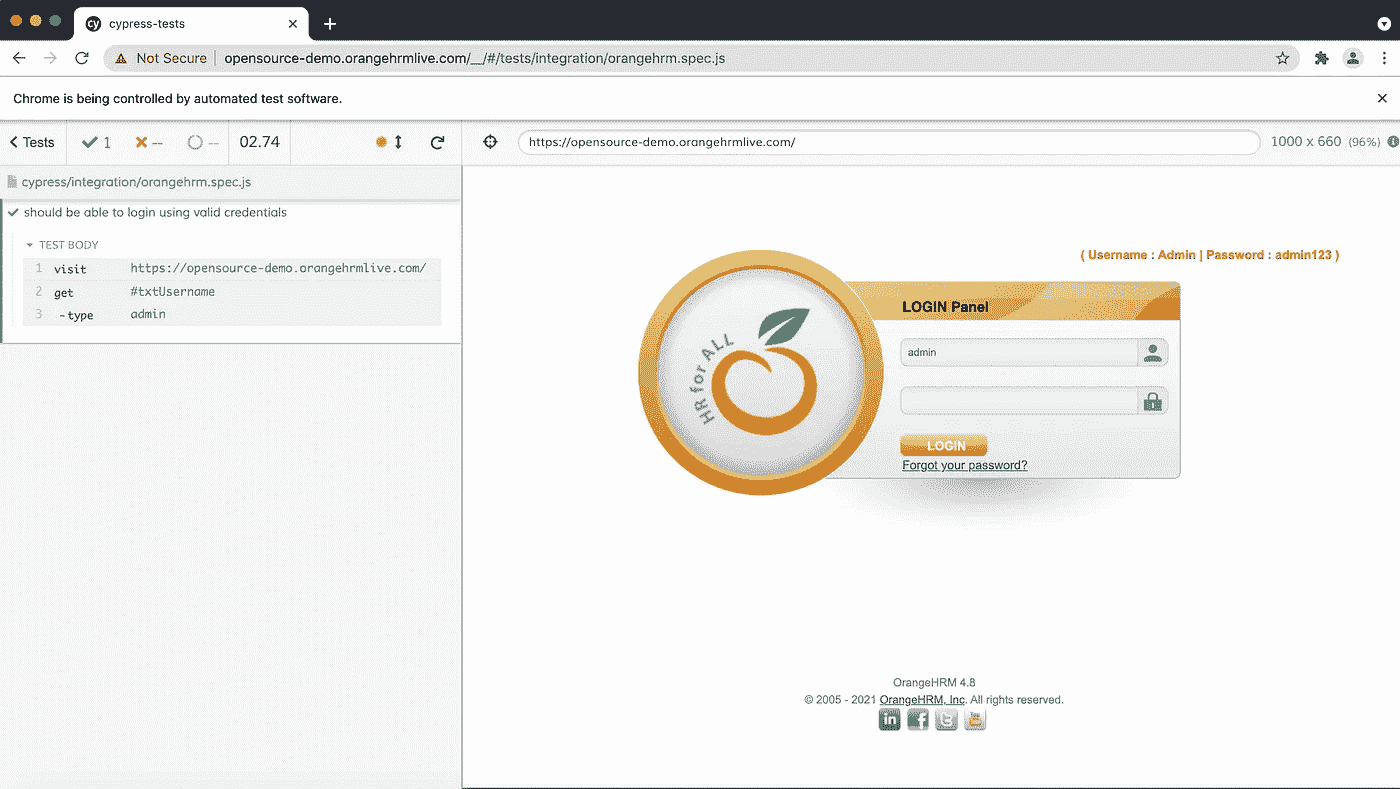 cypress-tests
Not Secure opensource-demo.orangehrmlive.com/__/#/tests/integration/orangehrm.spec.js
Chrome is being controlled by automated test software.
Tests 1 -- -- 02.74
https://opensource-demo.orangehrmlive.com/ 1000 x 660 (96%)
cypress/integration/orangehrm.spec.js
should be able to login using valid credentials
TEST BODY
1 visit https://opensource-demo.orangehrmlive.com/
2 get #txtUsername
3 -type admin
( Username : Admin | Password : admin123 )
HR for ALL
LOGIN Panel
admin
LOGIN
Forgot your password?
OrangeHRM 4.8
© 2005 - 2021 OrangeHRM, Inc. All rights reserved.